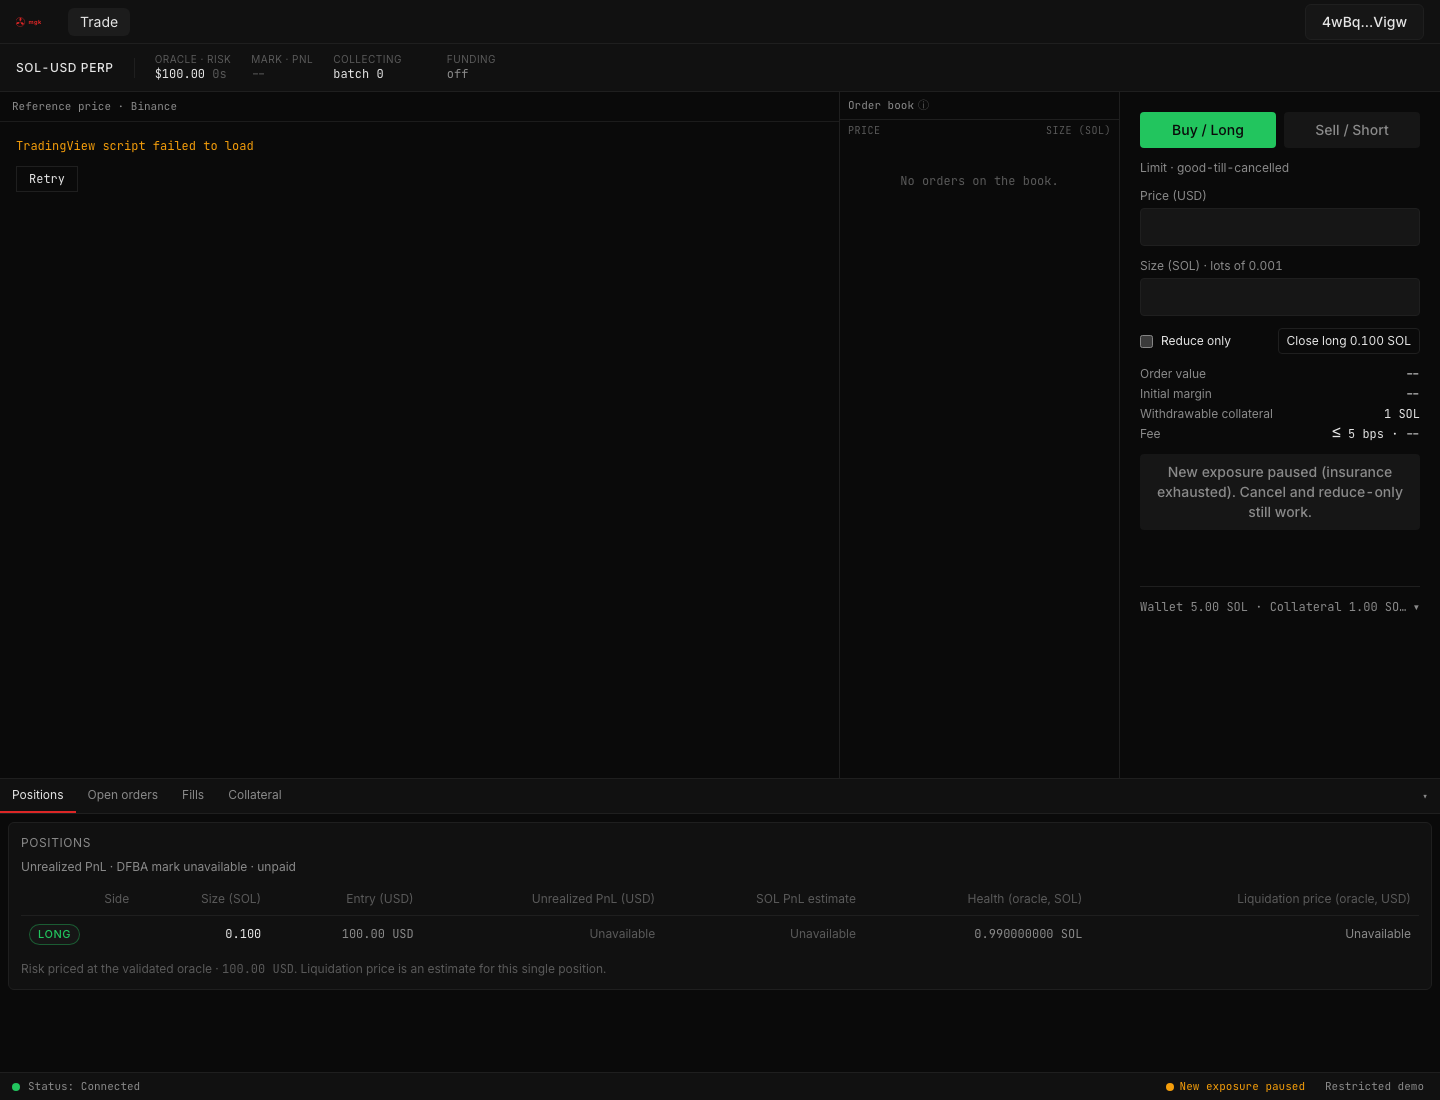 Trade
4wBq...Vigw
SOL-USD PERP
ORACLE · RISK
$100.00 0s
MARK · PNL
--
COLLECTING
batch 0
FUNDING
off
Reference price · Binance
TradingView script failed to load
Retry
Order book ⓘ
PRICE SIZE (SOL)
No orders on the book.
Buy / Long
Sell / Short
Limit · good-till-cancelled
Price (USD)
Size (SOL) · lots of 0.001
Reduce only
Close long 0.100 SOL
Order value --
Initial margin --
Withdrawable collateral 1 SOL
Fee ≤ 5 bps · --
New exposure paused (insurance
exhausted). Cancel and reduce-only
still work.
Wallet 5.00 SOL · Collateral 1.00 SO… ▾
Positions Open orders Fills Collateral ▾
POSITIONS
Unrealized PnL · DFBA mark unavailable · unpaid
Side Size (SOL) Entry (USD) Unrealized PnL (USD) SOL PnL estimate Health (oracle, SOL) Liquidation price (oracle, USD)
LONG 0.100 100.00 USD Unavailable Unavailable 0.990000000 SOL Unavailable
Risk priced at the validated oracle · 100.00 USD. Liquidation price is an estimate for this single position.
Status: Connected
New exposure paused
Restricted demo